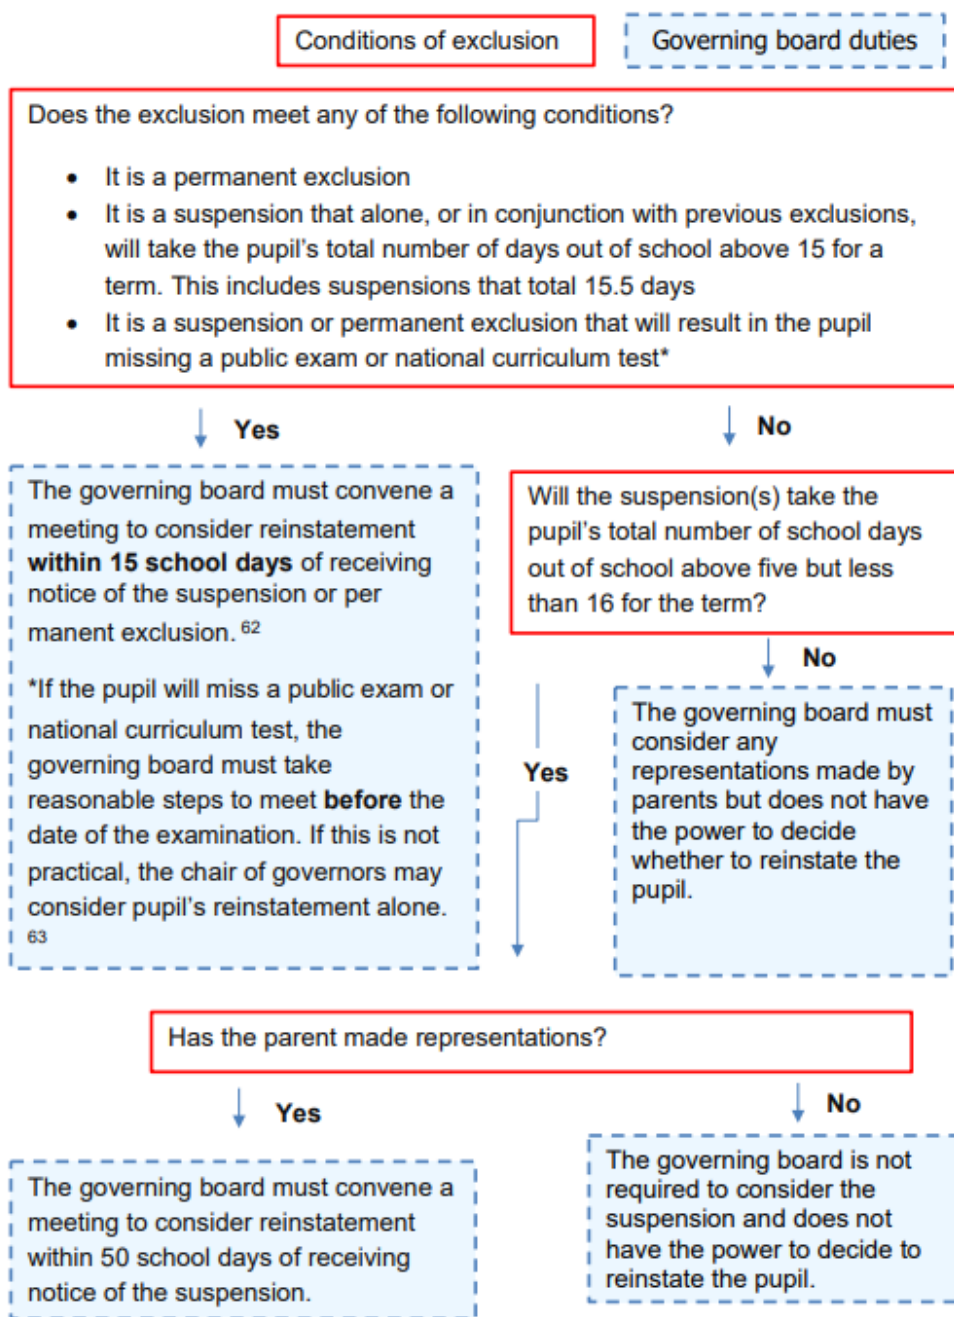 Conditions of exclusion
Governing board duties
Does the exclusion meet any of the following conditions?
• It is a permanent exclusion
• It is a suspension that alone, or in conjunction with previous exclusions,
will take the pupil's total number of days out of school above 15 for a
term. This includes suspensions that total 15.5 days
• It is a suspension or permanent exclusion that will result in the pupil
missing a public exam or national curriculum test*
Yes
No
The governing board must convene a
meeting to consider reinstatement
within 15 school days of receiving
notice of the suspension or per
manent exclusion. 62
*If the pupil will miss a public exam or
national curriculum test, the
governing board must take
reasonable steps to meet before the
date of the examination. If this is not
practical, the chair of governors may
consider pupil's reinstatement alone.
63
Will the suspension(s) take the
pupil's total number of school days
out of school above five but less
than 16 for the term?
No
Yes
The governing board must
consider any
representations made by
parents but does not have
the power to decide
whether to reinstate the
pupil.
Has the parent made representations?
Yes
No
The governing board must convene a
meeting to consider reinstatement
within 50 school days of receiving
notice of the suspension.
The governing board is not
required to consider the
suspension and does not
have the power to decide to
reinstate the pupil.